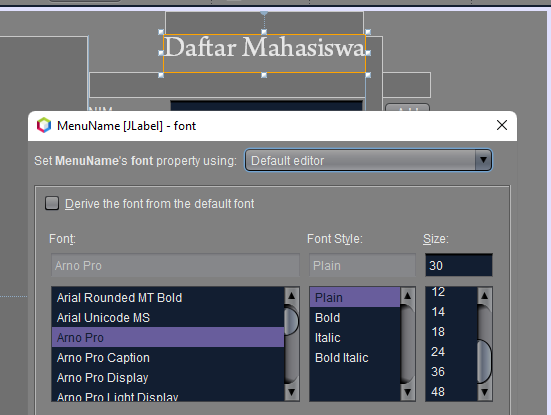 Daftar Mahasiswa
NIM
Add
MenuName [JLabel] - font
Set MenuName's font property using: Default editor
Derive the font from the default font
Font: Font Style: Size:
Arno Pro Plain 30
Arial Rounded MT Bold Plain 12
Arial Unicode MS Bold 14
Arno Pro Italic 18
Arno Pro Caption Bold Italic 24
Arno Pro Display 36
Arno Pro Light Display 48